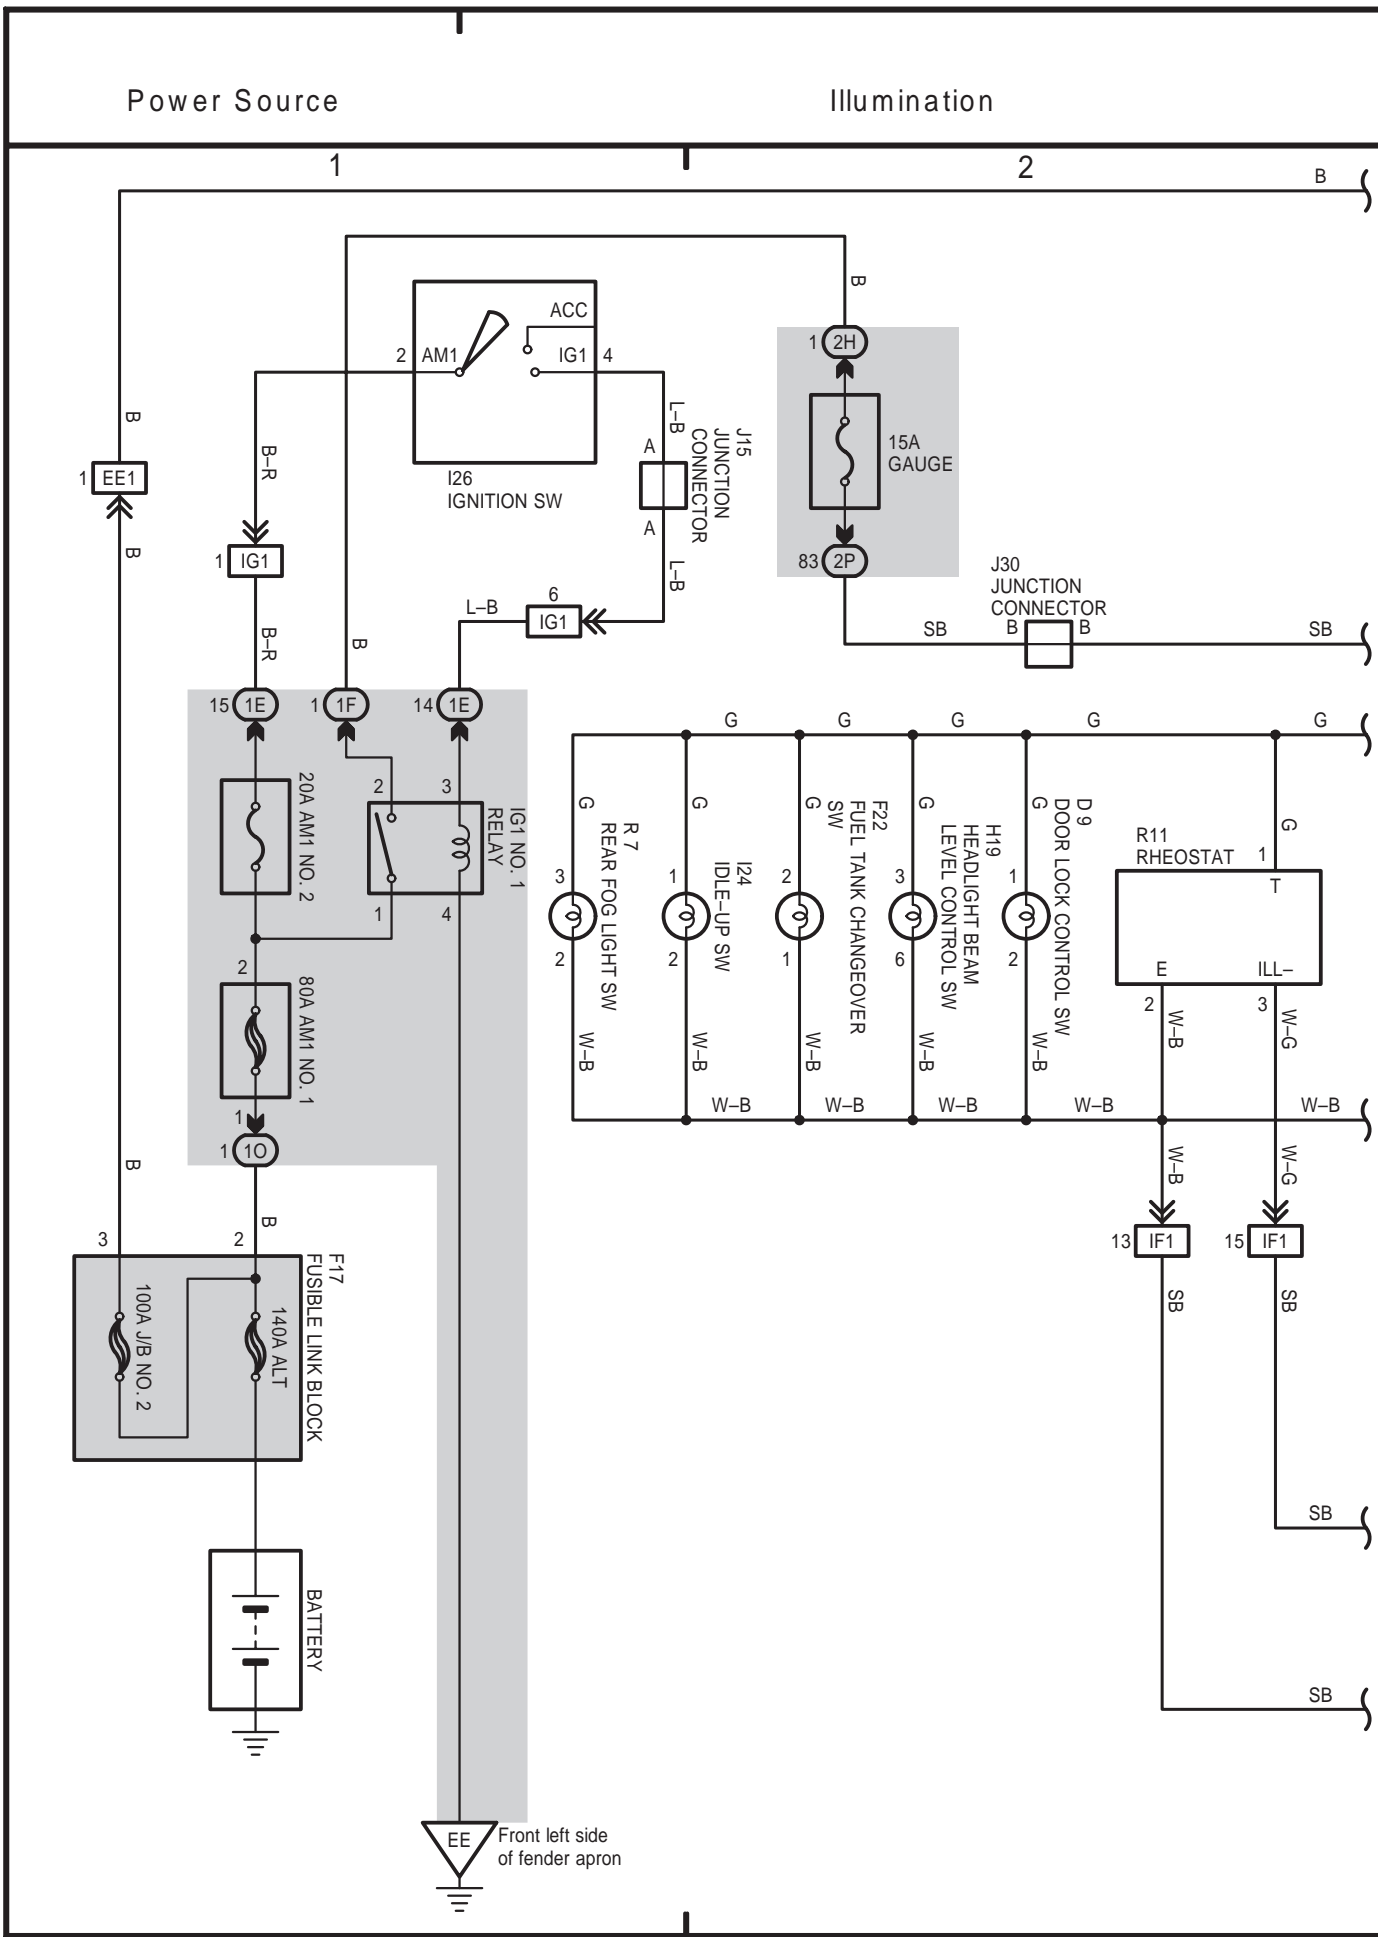 Power Source
Illumination
1
2
B
B
ACC
2
AM1
IG1
4
1
2H
L–B
B
A
J15
JUNCTION
CONNECTOR
15A
GAUGE
B–R
1
EE1
I26
IGNITION SW
A
B
1
IG1
83
2P
L–B
J30
JUNCTION
CONNECTOR
6
L–B
IG1
SB
B
B
SB
B–R
B
15
1E
1
1F
14
1E
G
G
G
G
G
2
3
20A AM1 NO. 2
IG1 NO. 1
RELAY
1
4
G
G
G
G
G
G
R 7
REAR FOG LIGHT SW
I24
IDLE–UP SW
F22
FUEL TANK CHANGEOVER
SW
H19
HEADLIGHT BEAM
LEVEL CONTROL SW
D 9
DOOR LOCK CONTROL SW
R11
RHEOSTAT
1
T
3
1
2
3
1
2
2
1
6
2
E
ILL–
2
3
2
80A AM1 NO. 1
W–B
W–B
W–B
W–B
W–B
W–B
W–G
W–B
W–B
W–B
W–B
W–B
1
1
1O
B
W–B
W–G
B
3
2
13
IF1
15
IF1
F17
FUSIBLE LINK BLOCK
SB
SB
100A J/B NO. 2
140A ALT
SB
BATTERY
SB
EE
Front left side
of fender apron